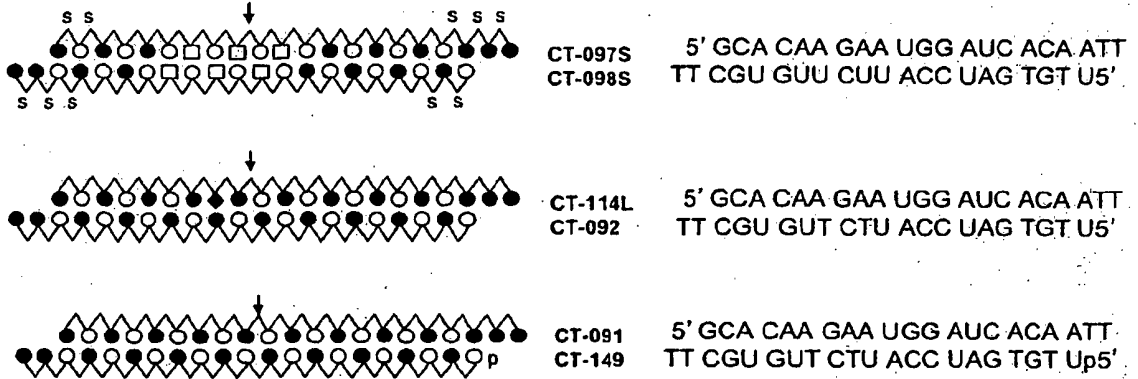 s s s s s
CT-097S 5' GCA CAA GAA UGG AUC ACA ATT
CT-098S TT CGU GUU CUU ACC UAG TGT U5'
s s s s s
CT-114L 5' GCA CAA GAA UGG AUC ACA ATT
CT-092 TT CGU GUT CTU ACC UAG TGT U5'
CT-091 5' GCA CAA GAA UGG AUC ACA ATT
p CT-149 TT CGU GUT CTU ACC UAG TGT Up5'